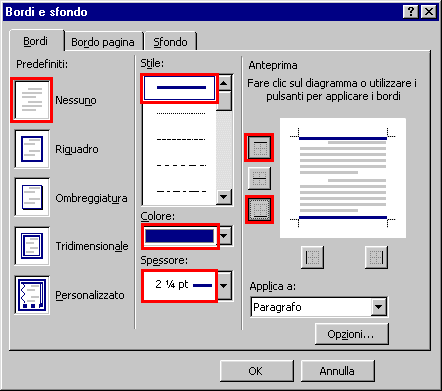 Bordi e sfondo
Bordi
Bordo pagina
Sfondo
Predefiniti:
Nessuno
Riquadro
Ombreggiatura
Tridimensionale
Personalizzato
Stile:
Colore:
Spessore:
2 ¼ pt
Anteprima
Fare clic sul diagramma o utilizzare i
pulsanti per applicare i bordi
Applica a:
Paragrafo
Opzioni...
OK
Annulla